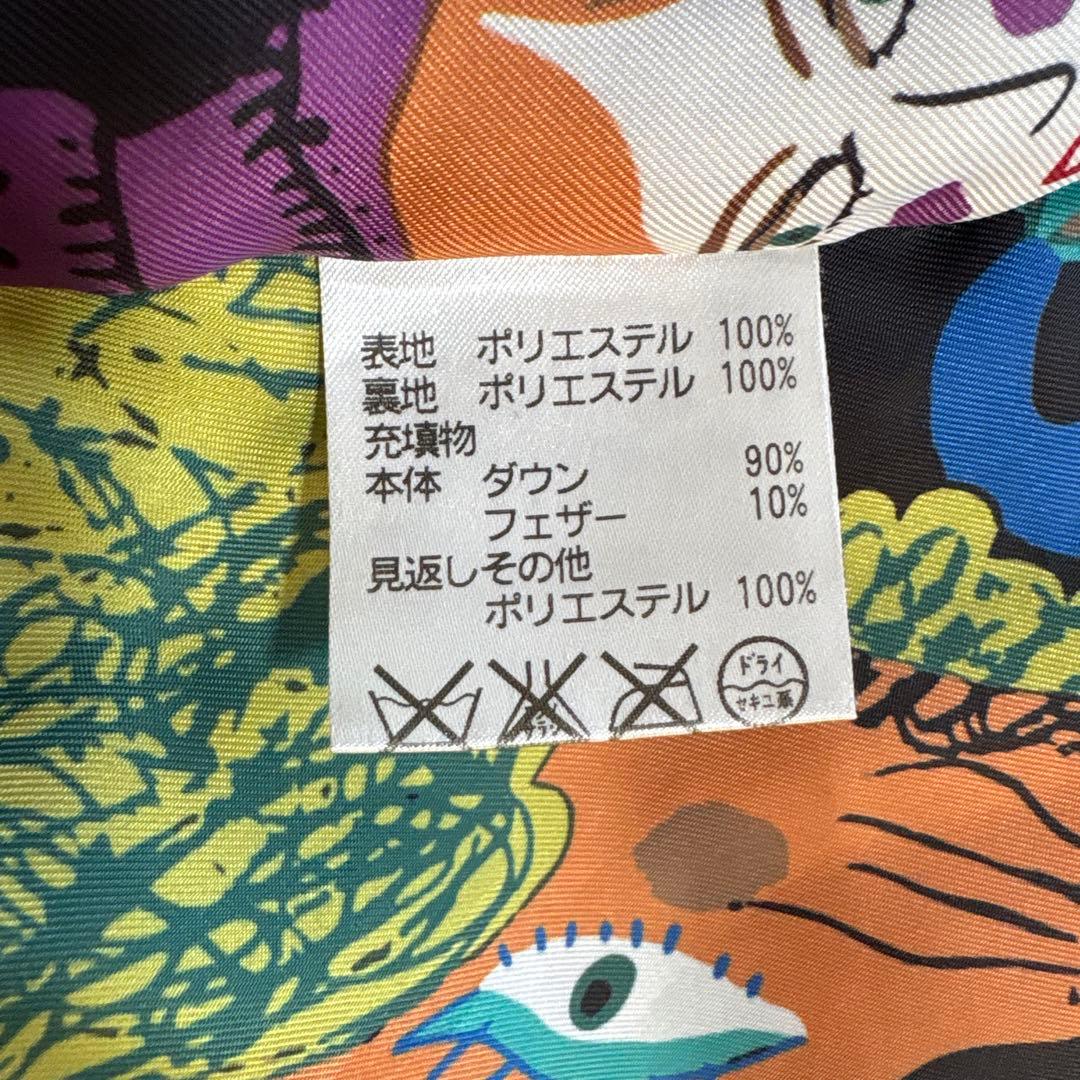 表地 ポリエステル 100%
裏地 ポリエステル 100%
充填物
本体 ダウン 90%
フェザー 10%
見返しその他
ポリエステル 100%
ドライ
セキユ系